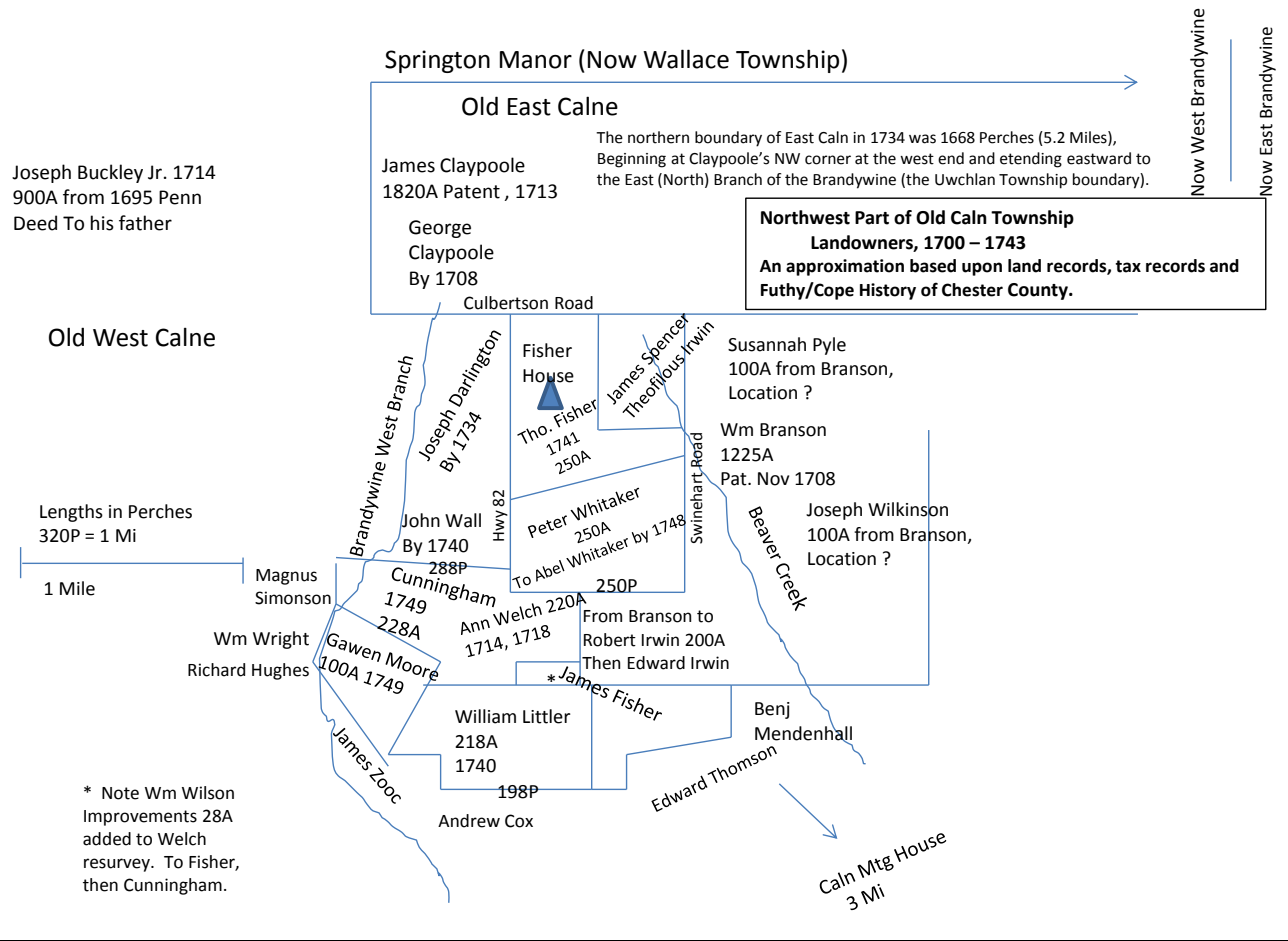 Springton Manor (Now Wallace Township)
Old East Calne
The northern boundary of East Caln in 1734 was 1668 Perches (5.2 Miles),
Beginning at Claypoole’s NW corner at the west end and etending eastward to
the East (North) Branch of the Brandywine (the Uwchlan Township boundary).
Now West Brandywine
Now East Brandywine
Joseph Buckley Jr. 1714
900A from 1695 Penn
Deed To his father
James Claypoole
1820A Patent , 1713
George
Claypoole
By 1708
Northwest Part of Old Caln Township
Landowners, 1700 – 1743
An approximation based upon land records, tax records and
Futhy/Cope History of Chester County.
Culbertson Road
Old West Calne
Brandywine West Branch
Joseph Darlington
By 1734
Fisher
House
Tho. Fisher
1741
250A
James Spencer
Theofilous Irwin
Susannah Pyle
100A from Branson,
Location ?
Wm Branson
1225A
Pat. Nov 1708
Swinehart Road
Joseph Wilkinson
100A from Branson,
Location ?
Beaver Creek
Lengths in Perches
320P = 1 Mi
1 Mile
Hwy 82
John Wall
By 1740
288P
Peter Whitaker
250A
To Abel Whitaker by 1748
250P
Magnus
Simonson
Cunningham
1749
228A
Ann Welch 220A
1714, 1718
From Branson to
Robert Irwin 200A
Then Edward Irwin
Wm Wright
Richard Hughes
Gawen Moore
100A 1749
* James Fisher
William Littler
218A
1740
198P
Benj
Mendenhall
James Zooc
Edward Thomson
Andrew Cox
* Note Wm Wilson
Improvements 28A
added to Welch
resurvey. To Fisher,
then Cunningham.
Caln Mtg House
3 Mi